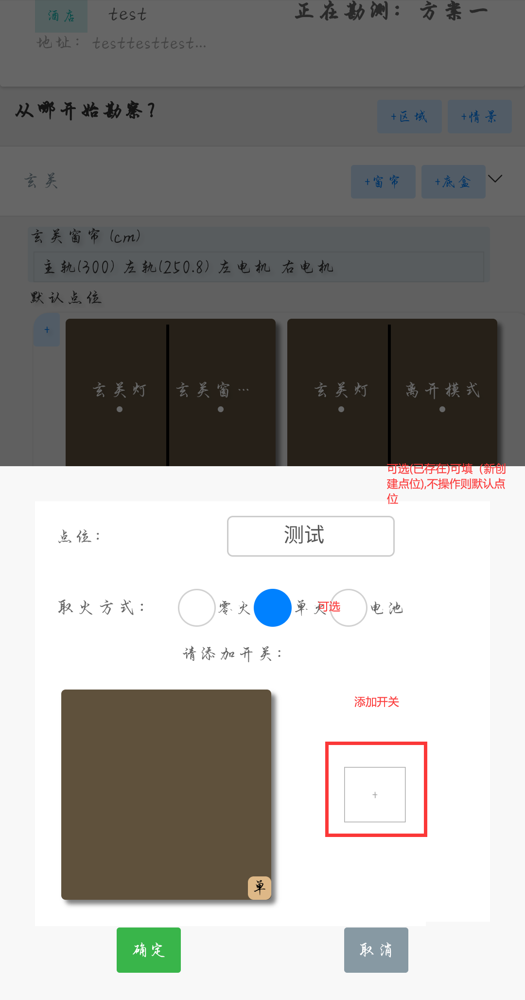 酒店 test 正在勘测：方案一
地址：testtesttest...
从哪开始勘察？ +区域 +情景
玄关 +窗帘 +底盒
玄关窗帘 (cm)
主轨(300) 左轨(250.8) 左电机 右电机
默认点位
+
玄关灯 玄关窗... 玄关灯 离开模式
可选(已存在)可填（新创
建点位),不操作则默认点
位
点位： 测试
取火方式： 零火 单火 电池
可选
请添加开关：
添加开关
+
单
确定 取消